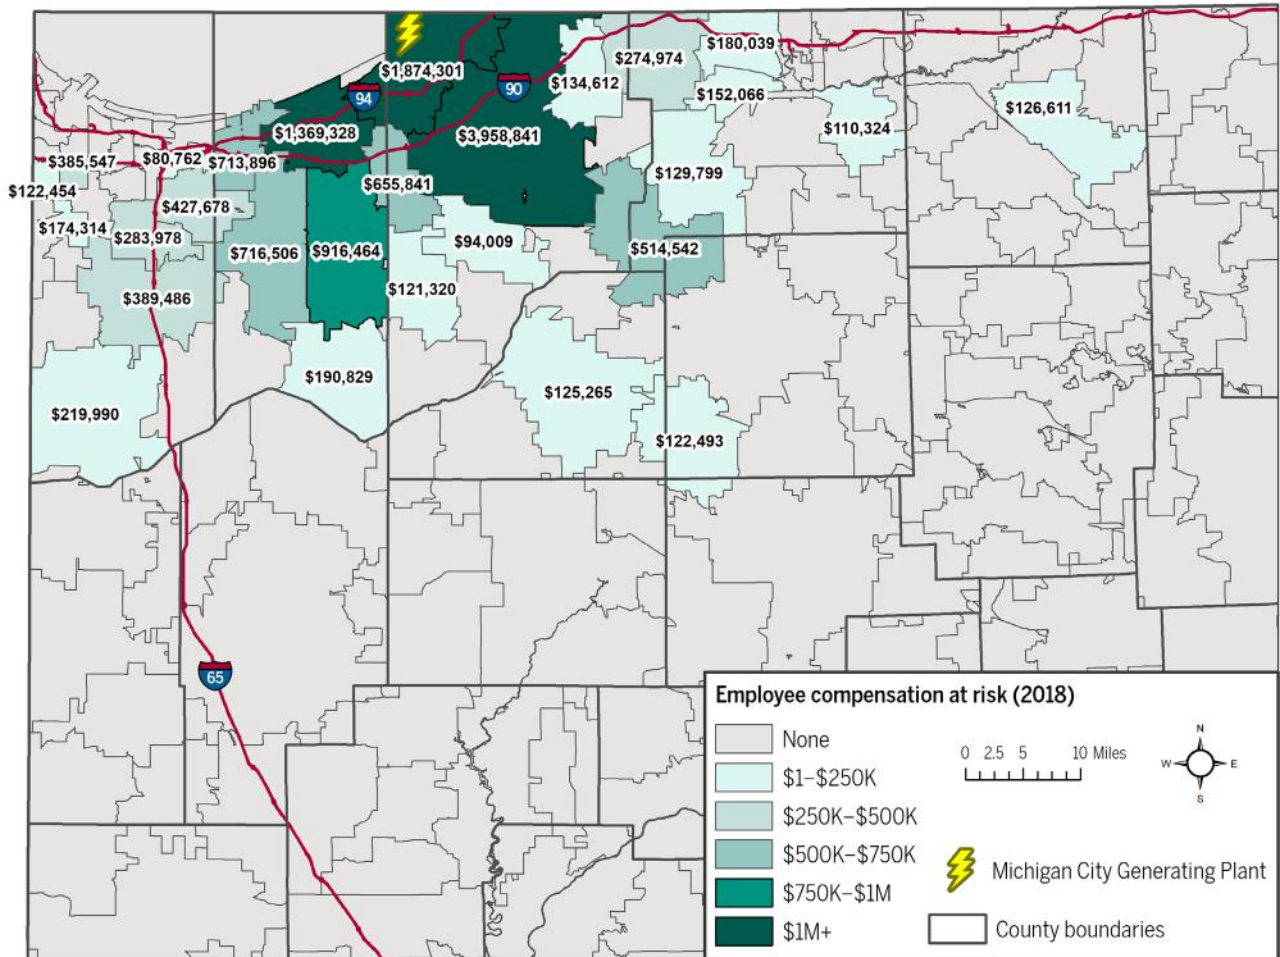 $1,874,301
$134,612
$274,974
$180,039
$152,066
94
90
$126,611
$110,324
$1,369,328
$3,958,841
$385,547
$80,762
$713,896
$129,799
$122,454
$655,841
$427,678
$174,314
$283,978
$94,009
$514,542
$716,506
$916,464
$121,320
$389,486
$190,829
$125,265
$219,990
$122,493
65
Employee compensation at risk (2018)
None
$1–$250K
$250K–$500K
$500K–$750K
$750K–$1M
$1M+
0 2.5 5 10 Miles
N
W E
S
Michigan City Generating Plant
County boundaries